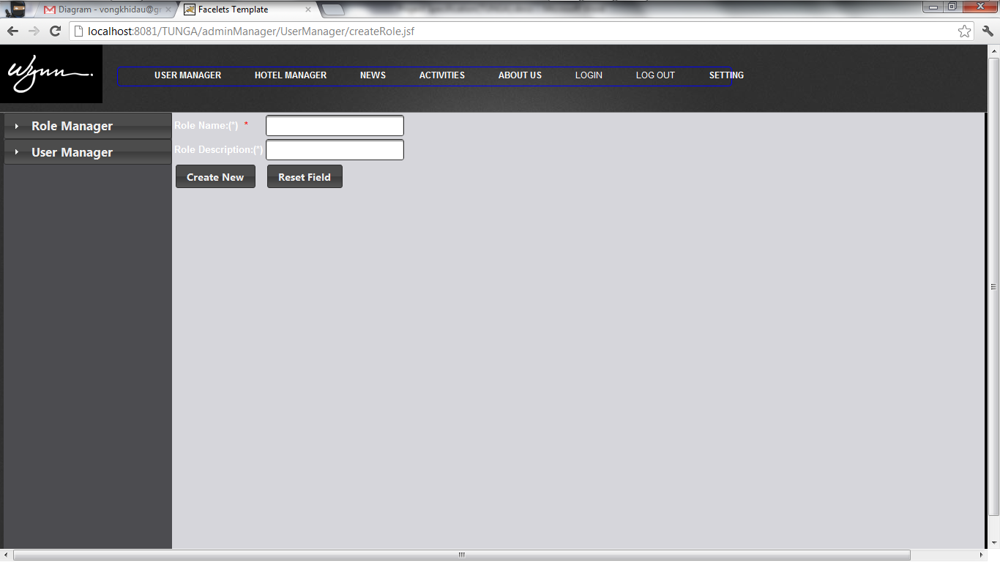 Diagram - vongkhidau@g
Facelets Template
localhost:8081/TUNGA/adminManager/UserManager/createRole.jsf
Wynn.
USER MANAGER HOTEL MANAGER NEWS ACTIVITIES ABOUT US LOGIN LOG OUT SETTING
Role Manager
User Manager
Role Name:(*) *
Role Description:(*)
Create New Reset Field